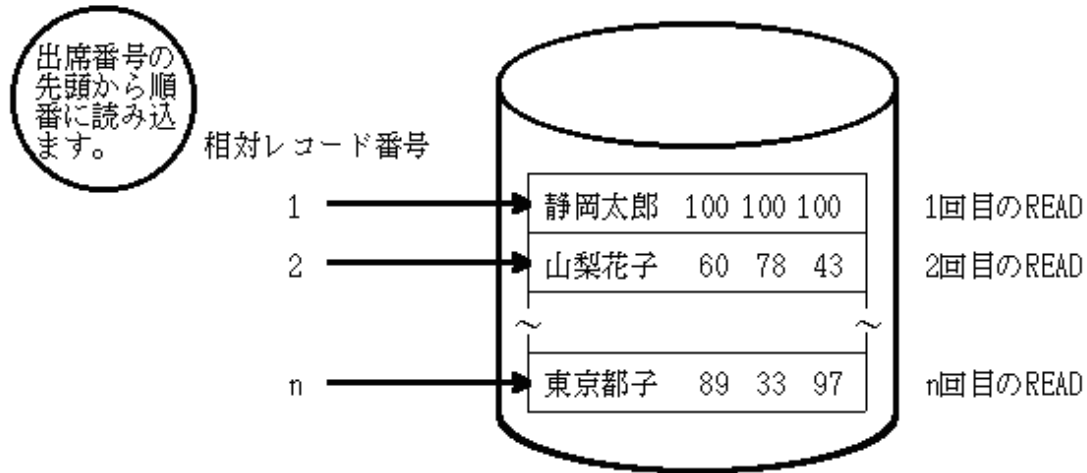 出席番号の
先頭から順
番に読み込
ます。
相対レコード番号
1 静岡太郎 100 100 100 1回目のREAD
2 山梨花子 60 78 43 2回目のREAD
~ ~
n 東京都子 89 33 97 n回目のREAD